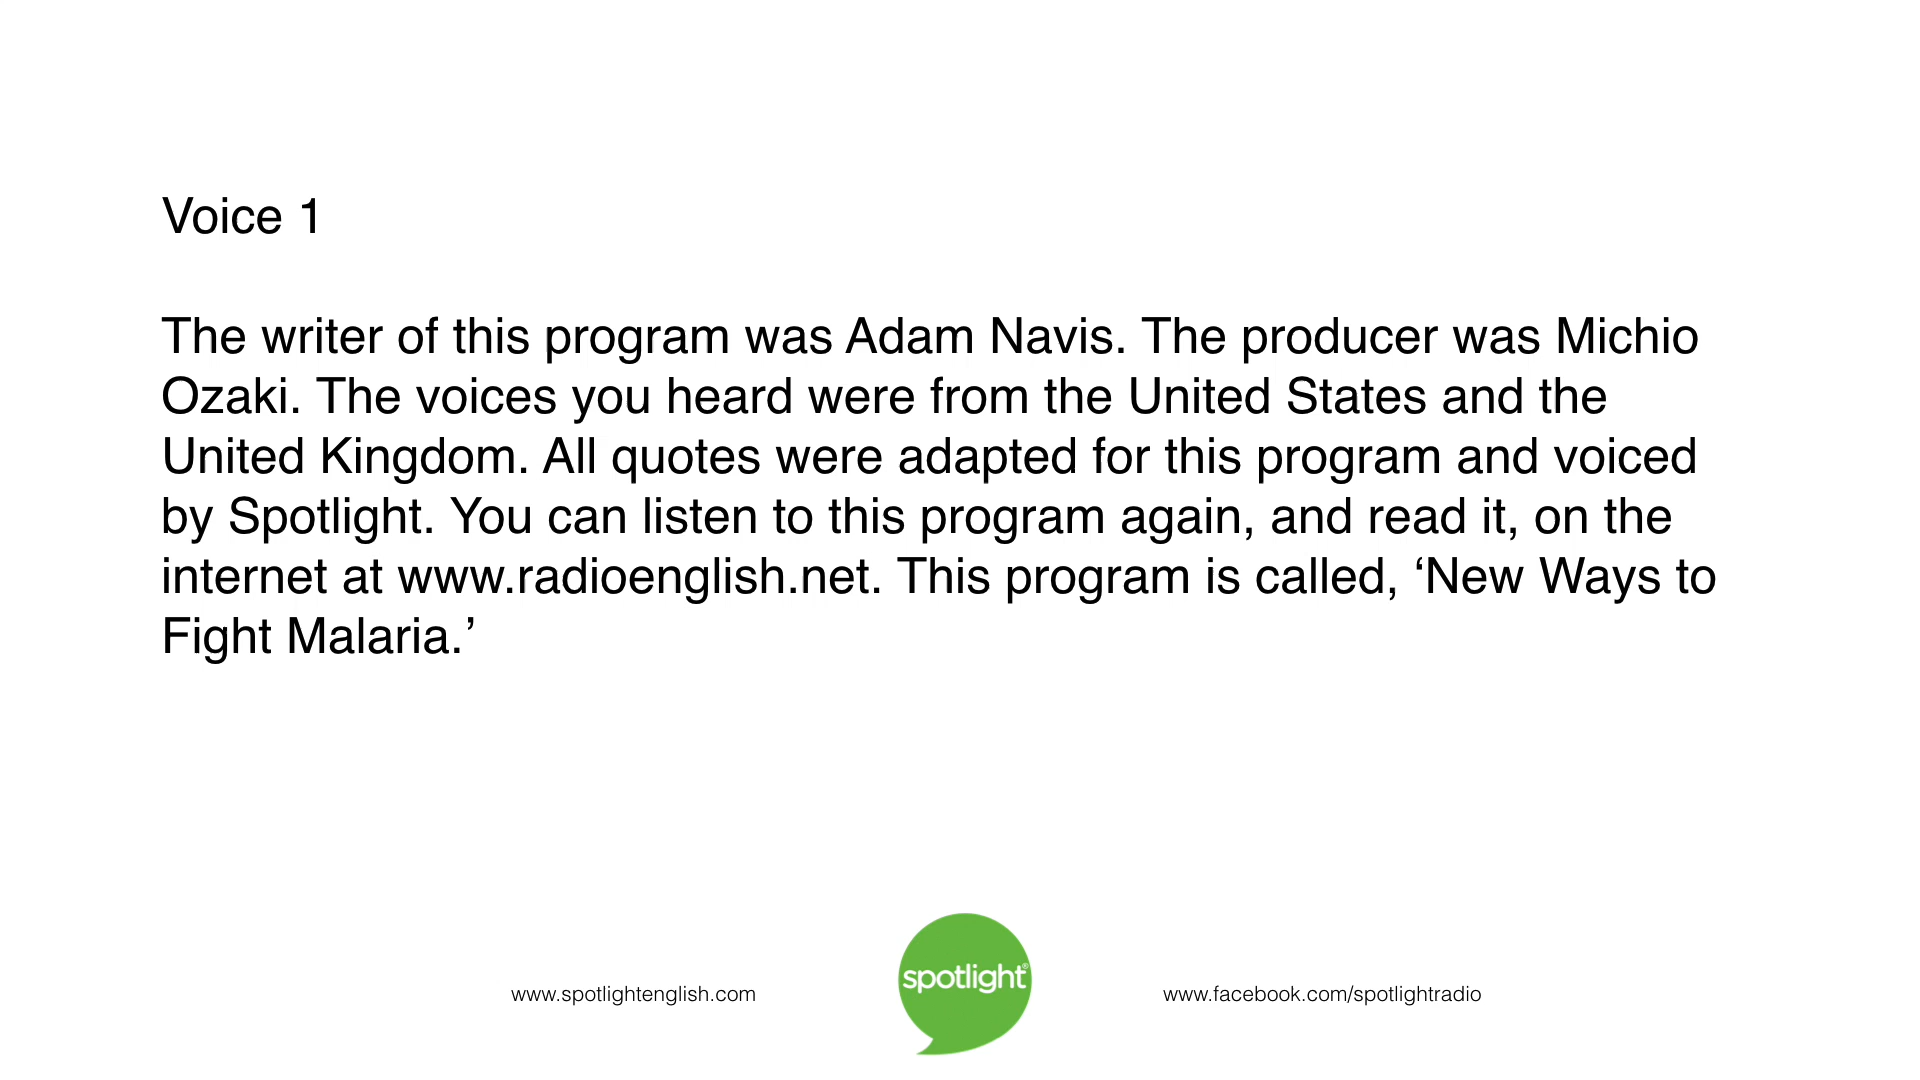 Voice 1
The writer of this program was Adam Navis. The producer was Michio
Ozaki. The voices you heard were from the United States and the
United Kingdom. All quotes were adapted for this program and voiced
by Spotlight. You can listen to this program again, and read it, on the
internet at www.radioenglish.net. This program is called, ‘New Ways to
Fight Malaria.’
www.spotlightenglish.com
spotlight®
www.facebook.com/spotlightradio